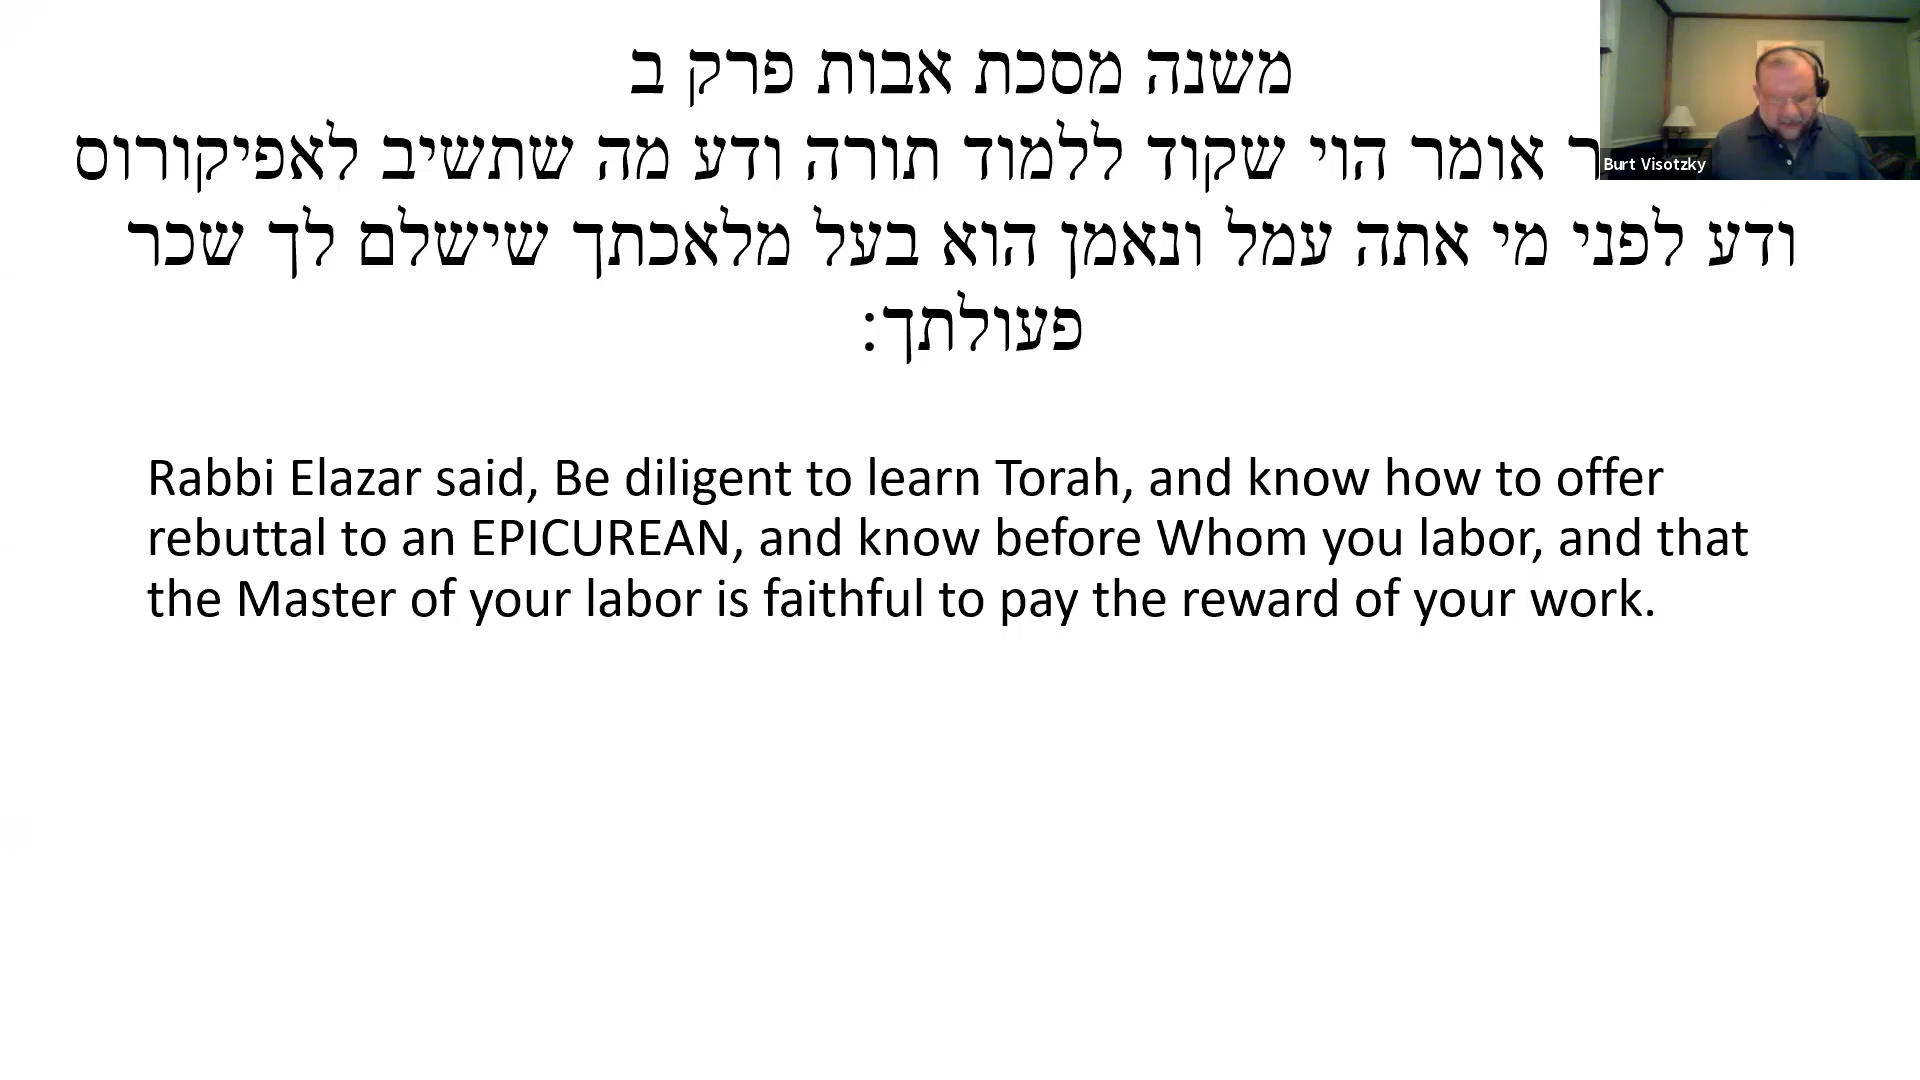 משנה מסכת אבות פרק ב
אומר הוי שקוד ללמוד תורה ודע מה שתשיב לאפיקורוס
ודע לפני מי אתה עמל ונאמן הוא בעל מלאכתך שישלם לך שכר
פעולתך:
Burt Visotzky
Rabbi Elazar said, Be diligent to learn Torah, and know how to offer
rebuttal to an EPICUREAN, and know before Whom you labor, and that
the Master of your labor is faithful to pay the reward of your work.